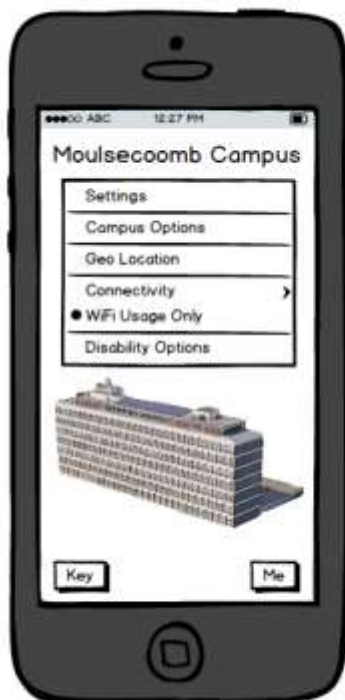 ABC 12:27 PM
Moulsecoomb Campus
Settings
Campus Options
Geo Location
Connectivity
WiFi Usage Only
Disability Options
Key Me